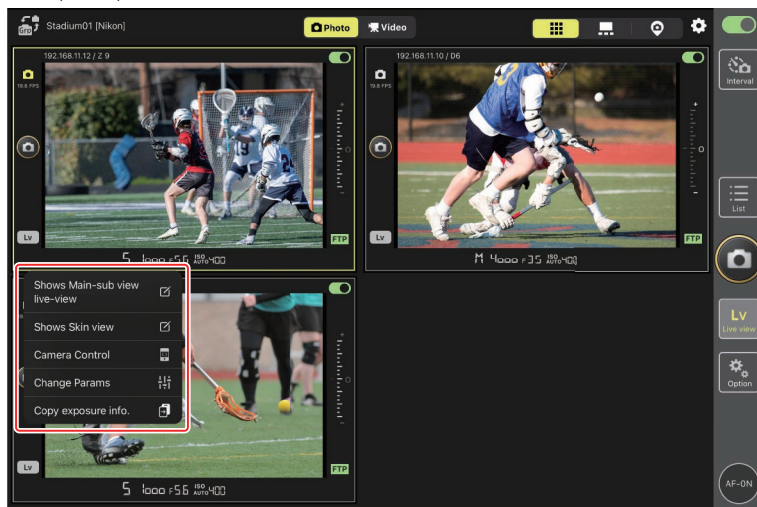 Stadium01 [Nikon]
Photo
Video
GrD
192.168.11.12 / Z 9
19.8 FPS
Lv
FTP
S 1000 F5.6 ISO AUTO 400
192.168.11.10 / D6
19.8 FPS
Lv
FTP
M 4000 F3.5 ISO AUTO 400
Shows Main-sub view
live-view
Shows Skin view
Camera Control
Change Params
Copy exposure info.
Lv
FTP
S 1000 F5.6 ISO AUTO 400
Interval
List
Lv
Live view
Option
AF-ON